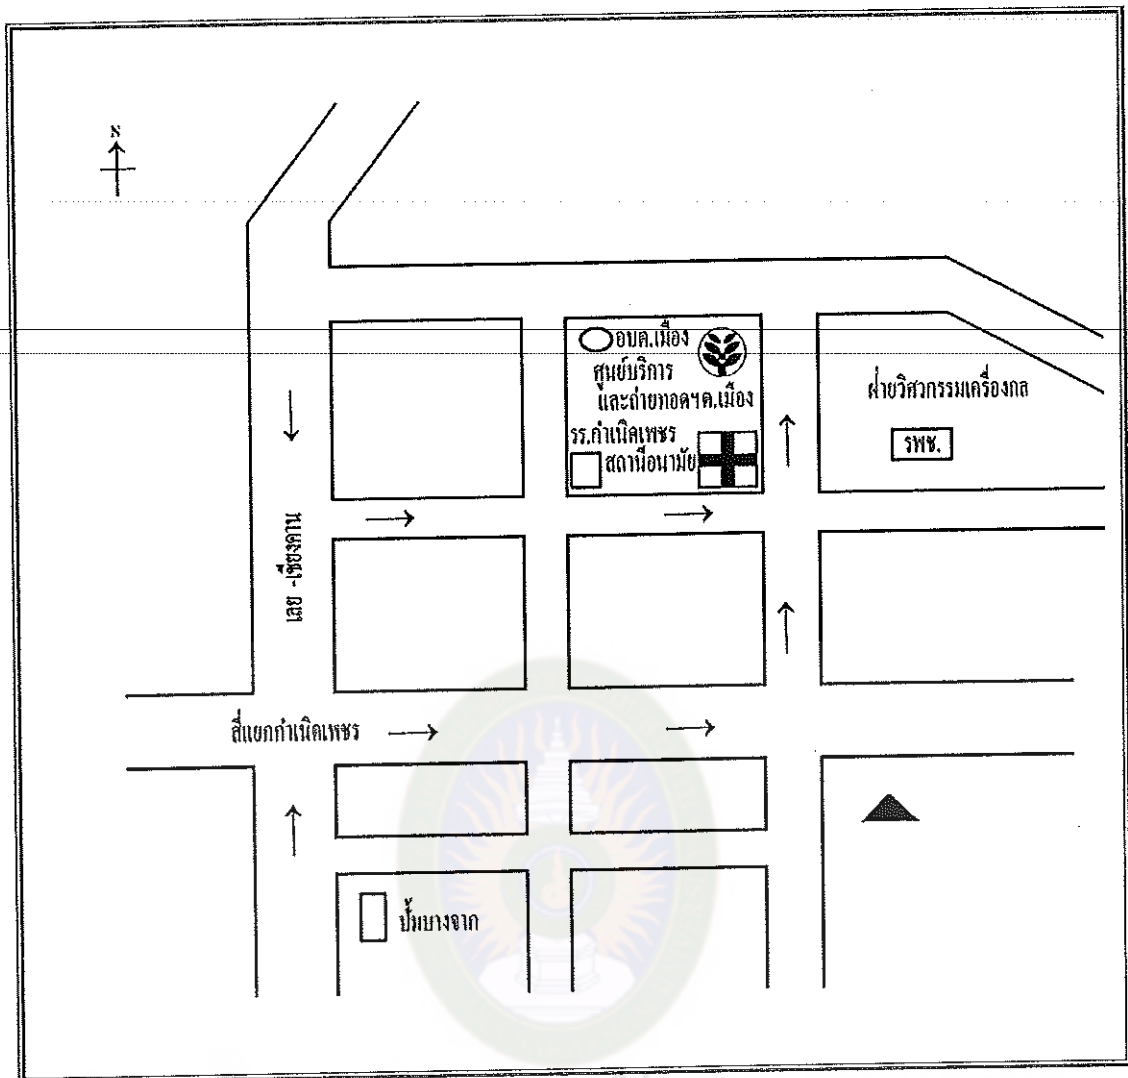 N
อบต.เมือง
ศูนย์บริการ
และถ่ายทอดฯต.เมือง
รร.กำเนิดเพชร
สถานีอนามัย
ฝ่ายวิศวกรรมเครื่องกล
รพช.
เลย -เชียงคาน
สี่แยกกำเนิดเพชร
ปั๊มบางจาก